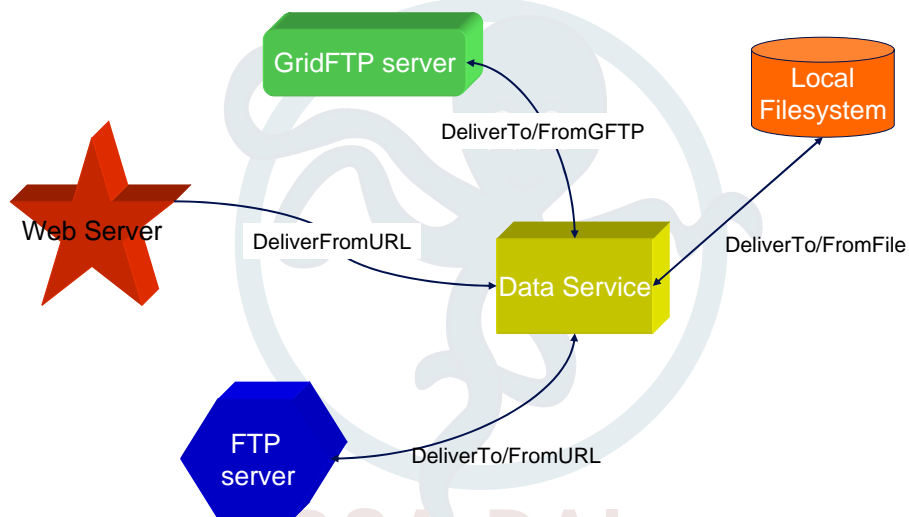 GridFTP server
Local
Filesystem
DeliverTo/FromGFTP
Web Server
DeliverFromURL
DeliverTo/FromFile
Data Service
FTP
server
DeliverTo/FromURL